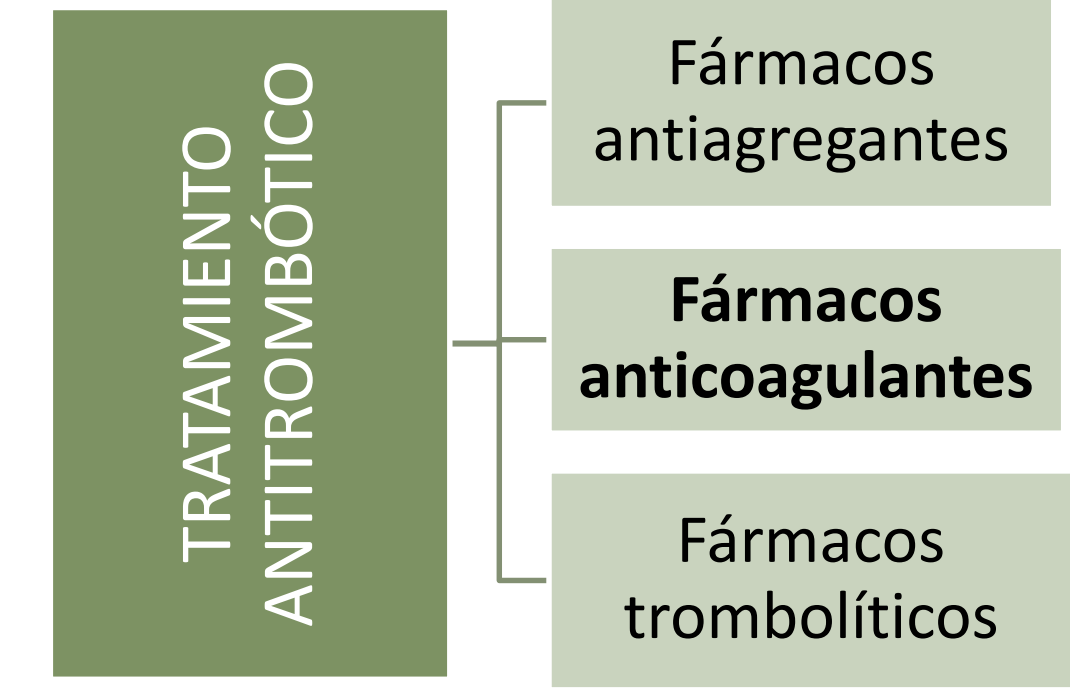 TRATAMIENTO
ANTITROMBÓTICO
Fármacos
antiagregantes
Fármacos
anticoagulantes
Fármacos
trombolíticos